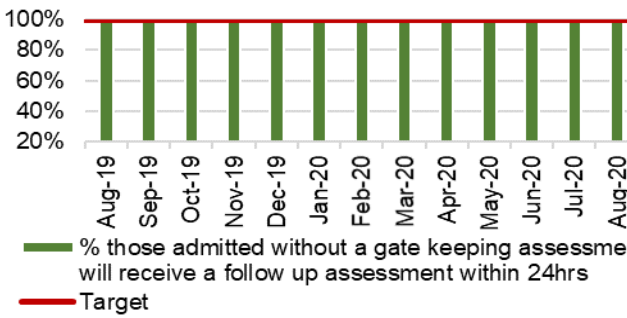 100%
80%
60%
40%
20%
Aug-19
Sep-19
Oct-19
Nov-19
Dec-19
Jan-20
Feb-20
Mar-20
Apr-20
May-20
Jun-20
Jul-20
Aug-20
% those admitted without a gate keeping assessme
will receive a follow up assessment within 24hrs
Target